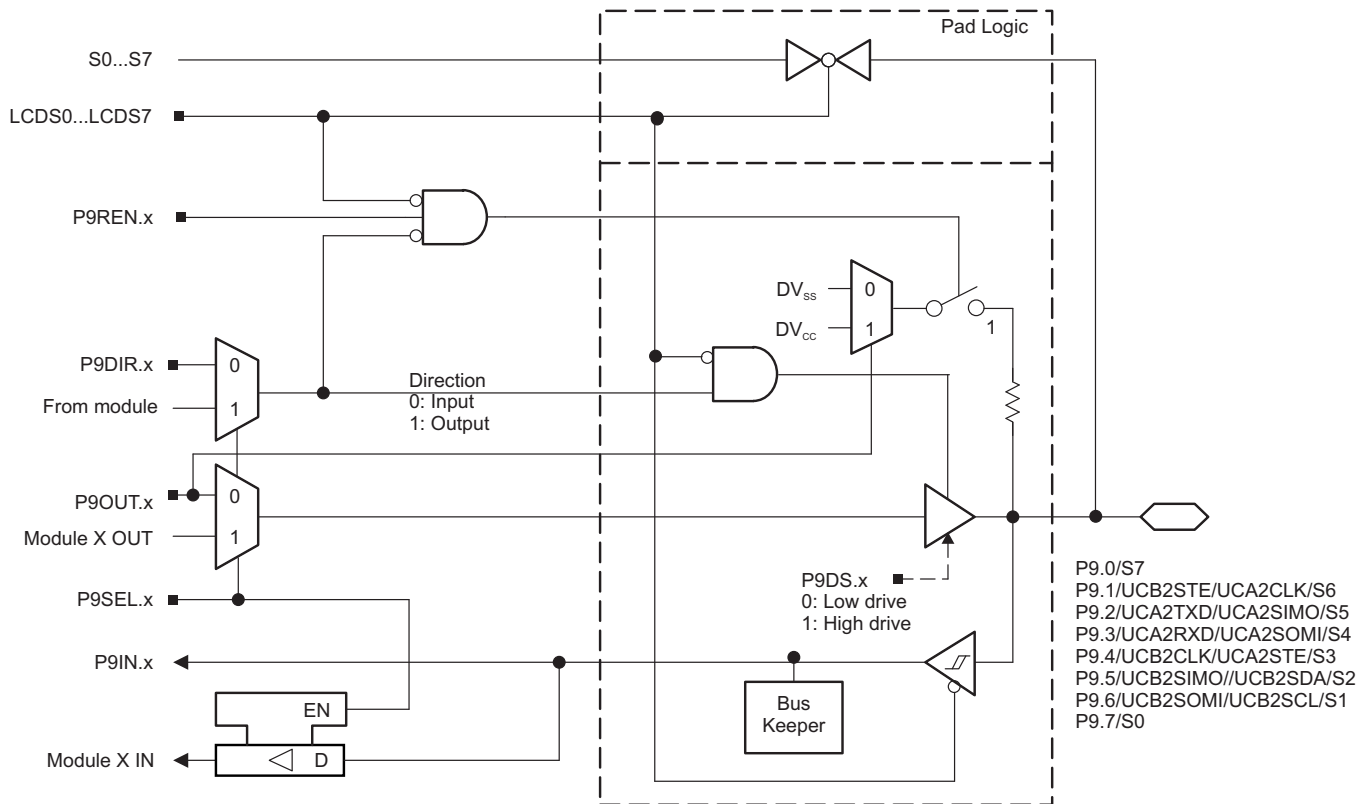 Pad Logic
S0...S7
LCDS0...LCDS7
P9REN.x
DVSS
0
DVCC
1
1
P9DIR.x
0
From module
1
Direction
0: Input
1: Output
P9OUT.x
0
Module X OUT
1
P9SEL.x
P9DS.x
0: Low drive
1: High drive
P9IN.x
Bus
Keeper
EN
D
Module X IN
P9.0/S7
P9.1/UCB2STE/UCA2CLK/S6
P9.2/UCA2TXD/UCA2SIMO/S5
P9.3/UCA2RXD/UCA2SOMI/S4
P9.4/UCB2CLK/UCA2STE/S3
P9.5/UCB2SIMO//UCB2SDA/S2
P9.6/UCB2SOMI/UCB2SCL/S1
P9.7/S0